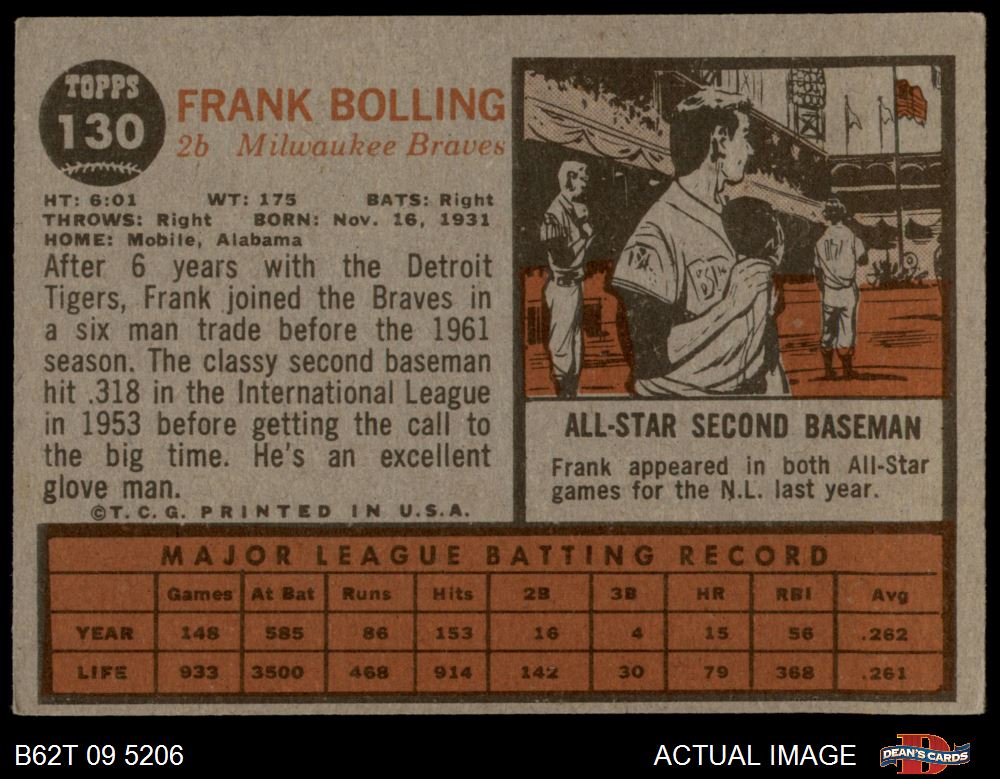 TOPPS
130
FRANK BOLLING
2b Milwaukee Braves
HT: 6:01 WT: 175 BATS: Right
THROWS: Right BORN: Nov. 16, 1931
HOME: Mobile, Alabama
After 6 years with the Detroit
Tigers, Frank joined the Braves in
a six man trade before the 1961
season. The classy second baseman
hit .318 in the International League
in 1953 before getting the call to
the big time. He's an excellent
glove man.
©T. C. G. PRINTED IN U.S.A.
ALL-STAR SECOND BASEMAN
Frank appeared in both All-Star
games for the N.L. last year.
MAJOR LEAGUE BATTING RECORD
Games At Bat Runs Hits 2B 3B HR RBI Avg
YEAR 148 585 86 153 16 4 15 56 .262
LIFE 933 3500 468 914 142 30 79 368 .261
B62T 09 5206
ACTUAL IMAGE
DEAN'S CARDS